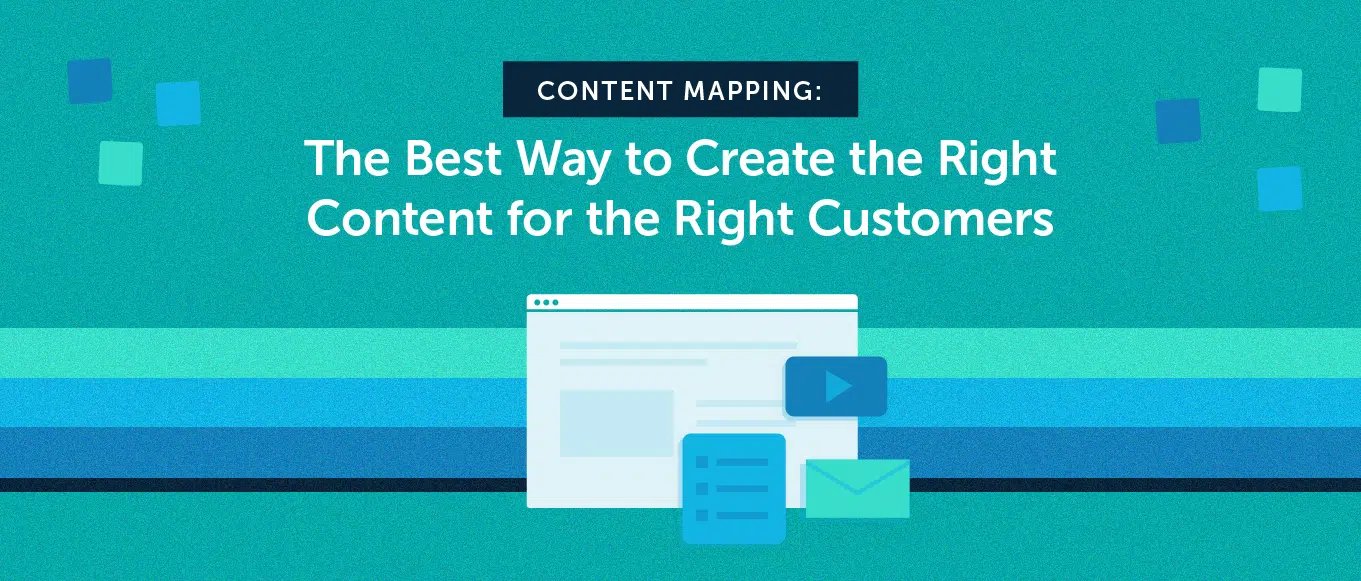 CONTENT MAPPING:
The Best Way to Create the Right
Content for the Right Customers